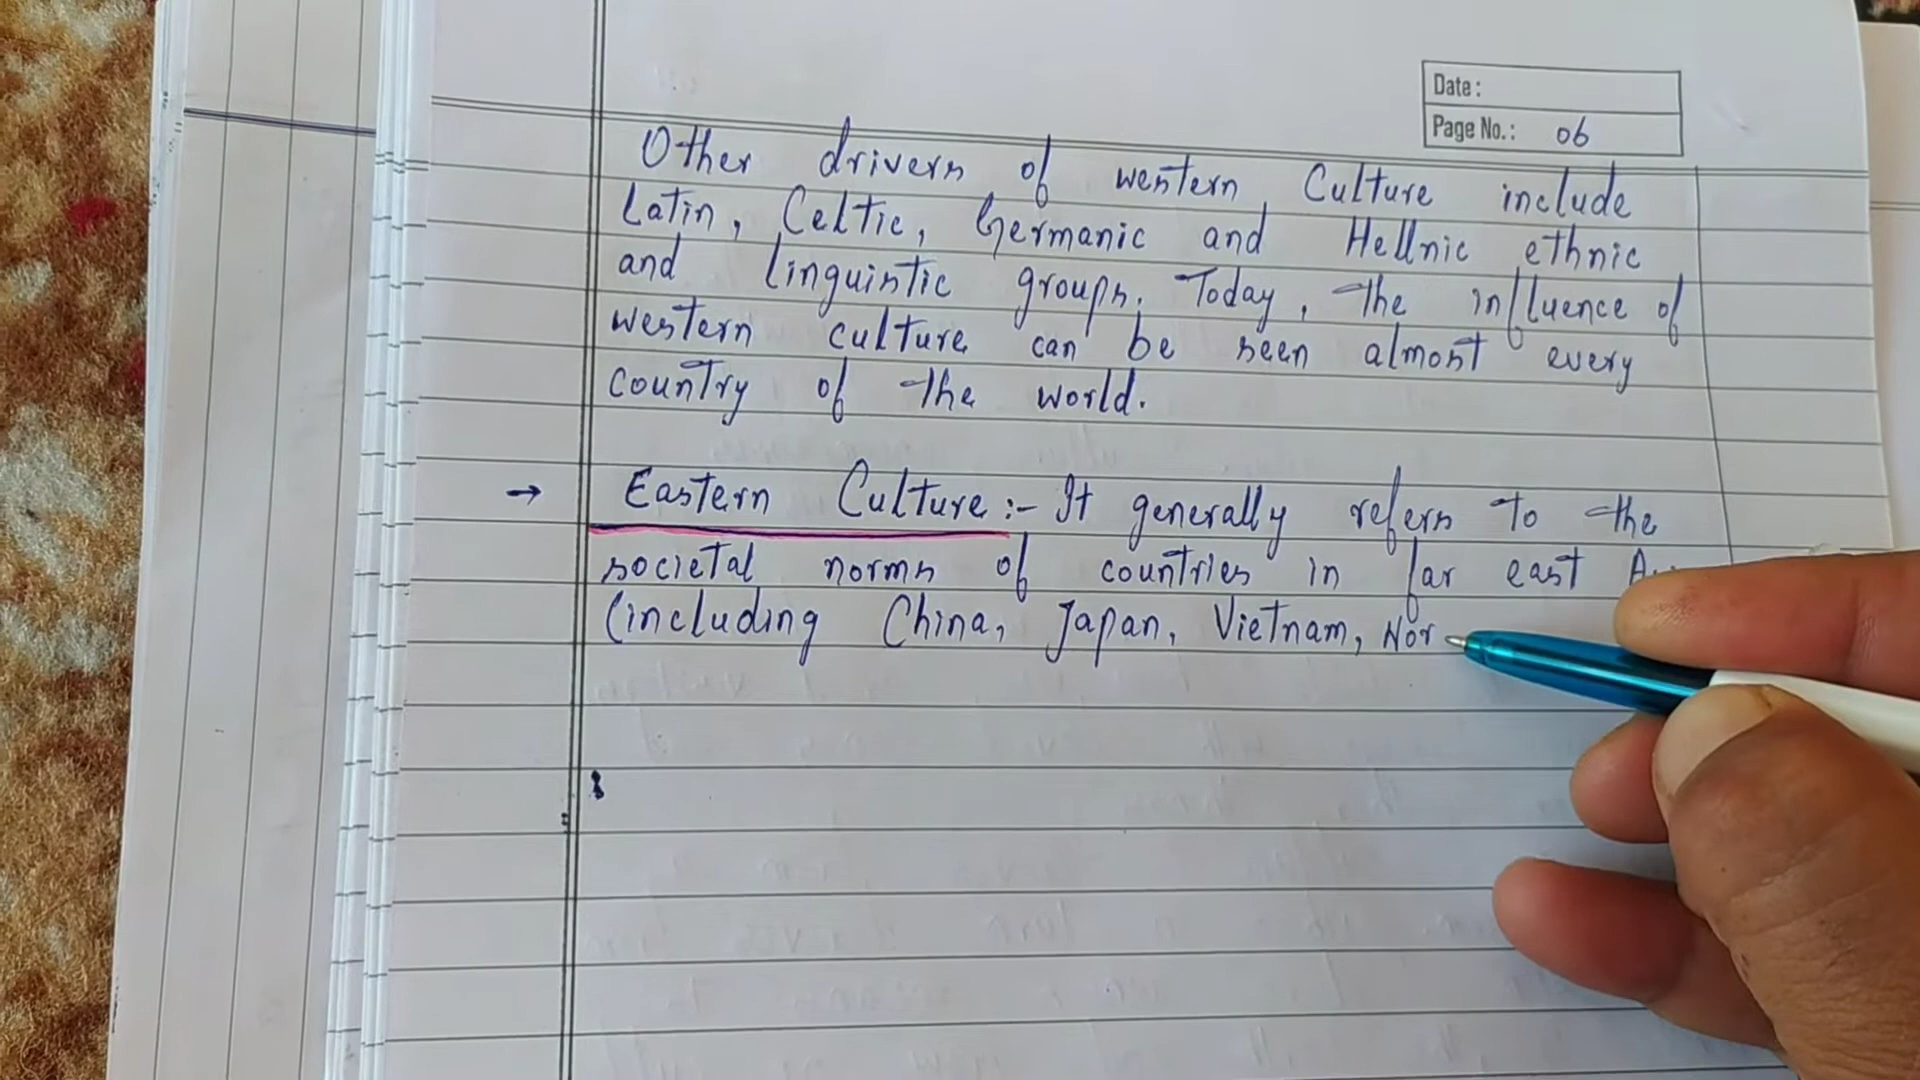 Date :
Page No. : 06
Other drivers of western Culture include
Latin, Celtic, Germanic and Hellnic ethnic
and linguistic groups. Today, the influence of
western culture can be seen almost every
country of the world.
→ Eastern Culture :- It generally refers to the
societal norms of countries in far east
(including China, Japan, Vietnam, Nor